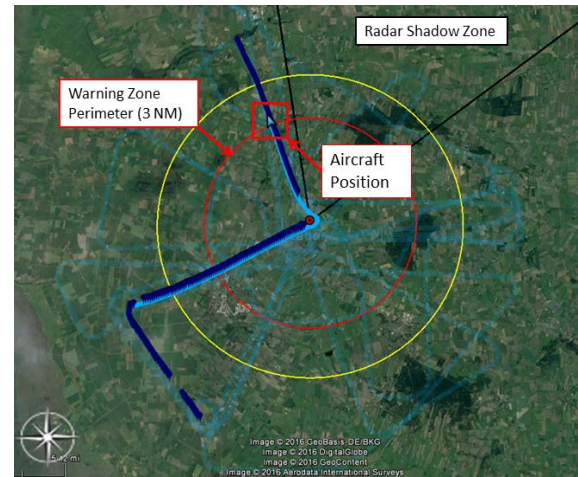 Radar Shadow Zone
Warning Zone
Perimeter (3 NM)
Aircraft
Position
Image © 2016 GeoBasis-DE/BKG
Image © 2016 DigitalGlobe
Image © 2016 GeoContent
Image © 2016 Aerodata International Surveys